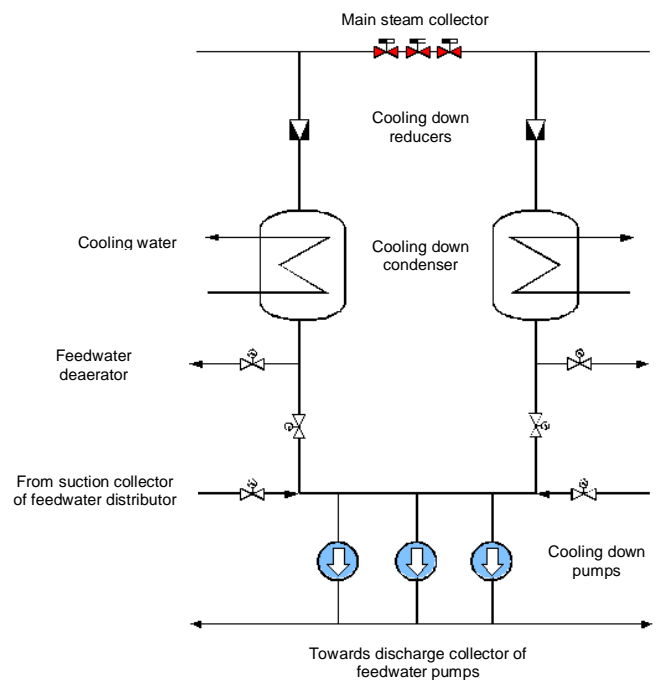 Main steam collector
Cooling down
reducers
Cooling water
Cooling down
condenser
Feedwater
deaerator
From suction collector
of feedwater distributor
Cooling down
pumps
Towards discharge collector of
feedwater pumps